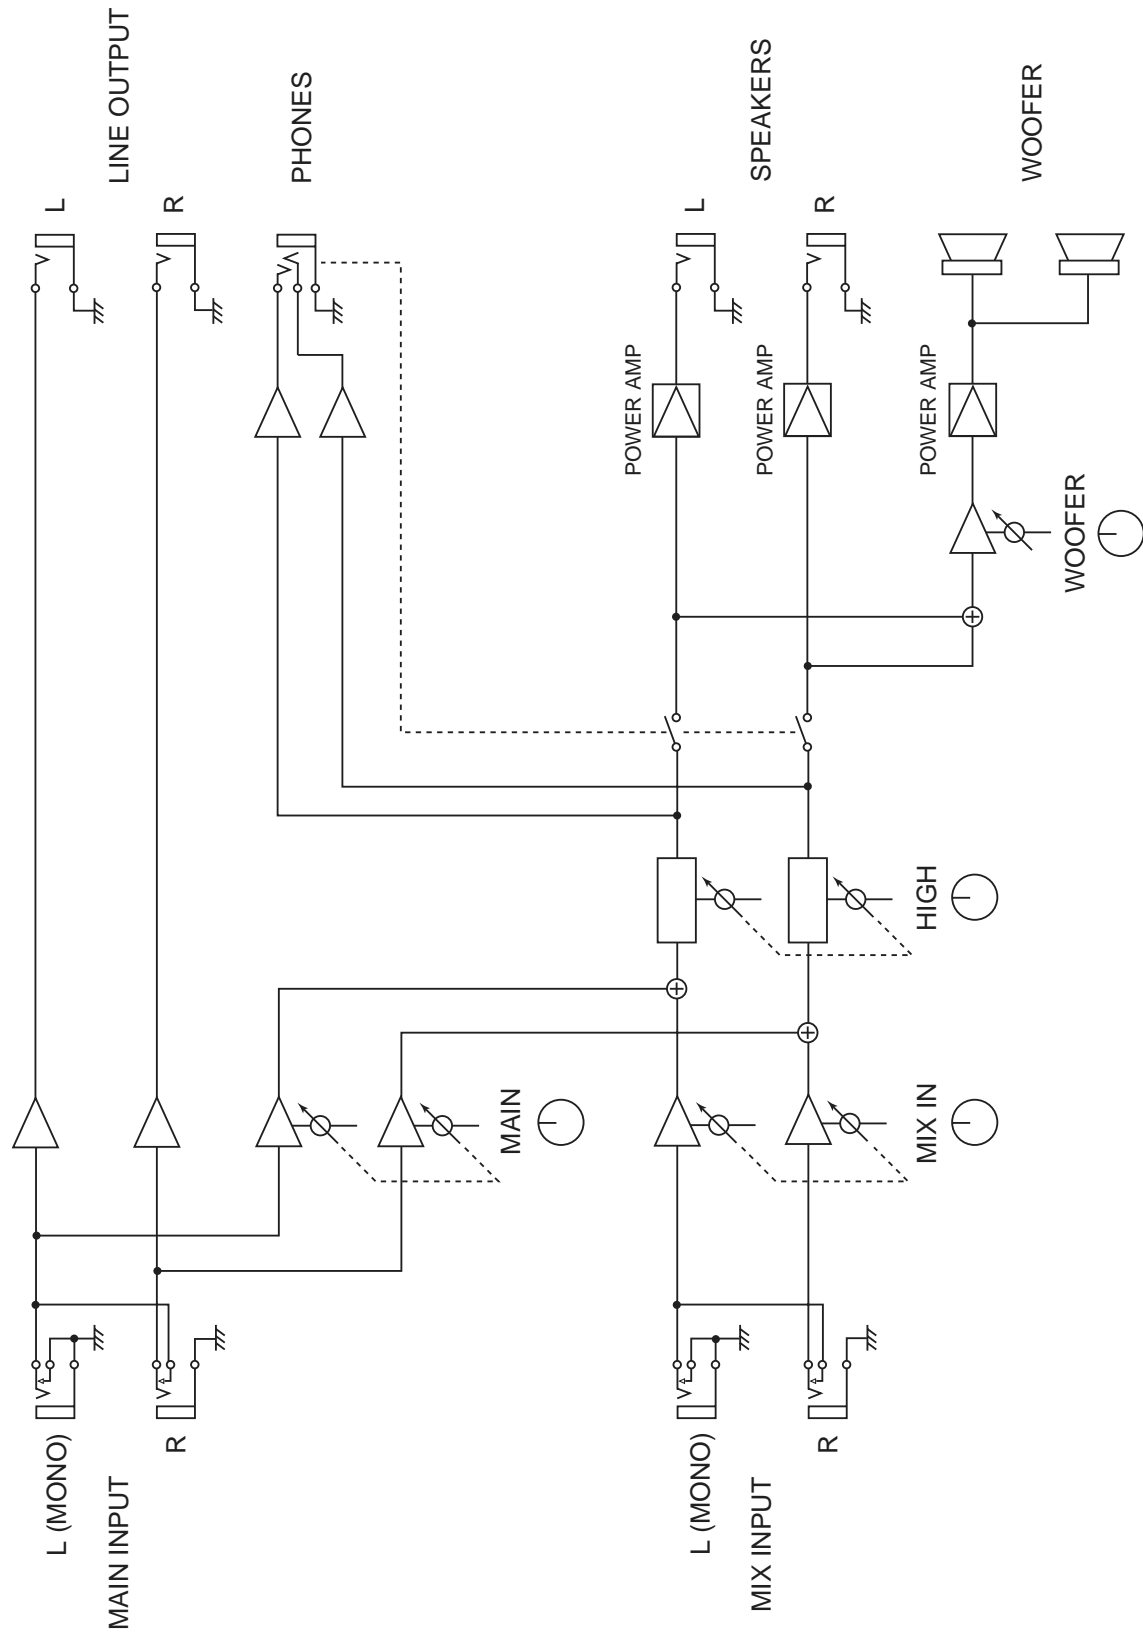 L (MONO)
MAIN INPUT
R
L
LINE OUTPUT
R
PHONES
MAIN
L (MONO)
MIX INPUT
R
MIX IN
HIGH
POWER AMP
POWER AMP
POWER AMP
L
SPEAKERS
R
WOOFER
WOOFER